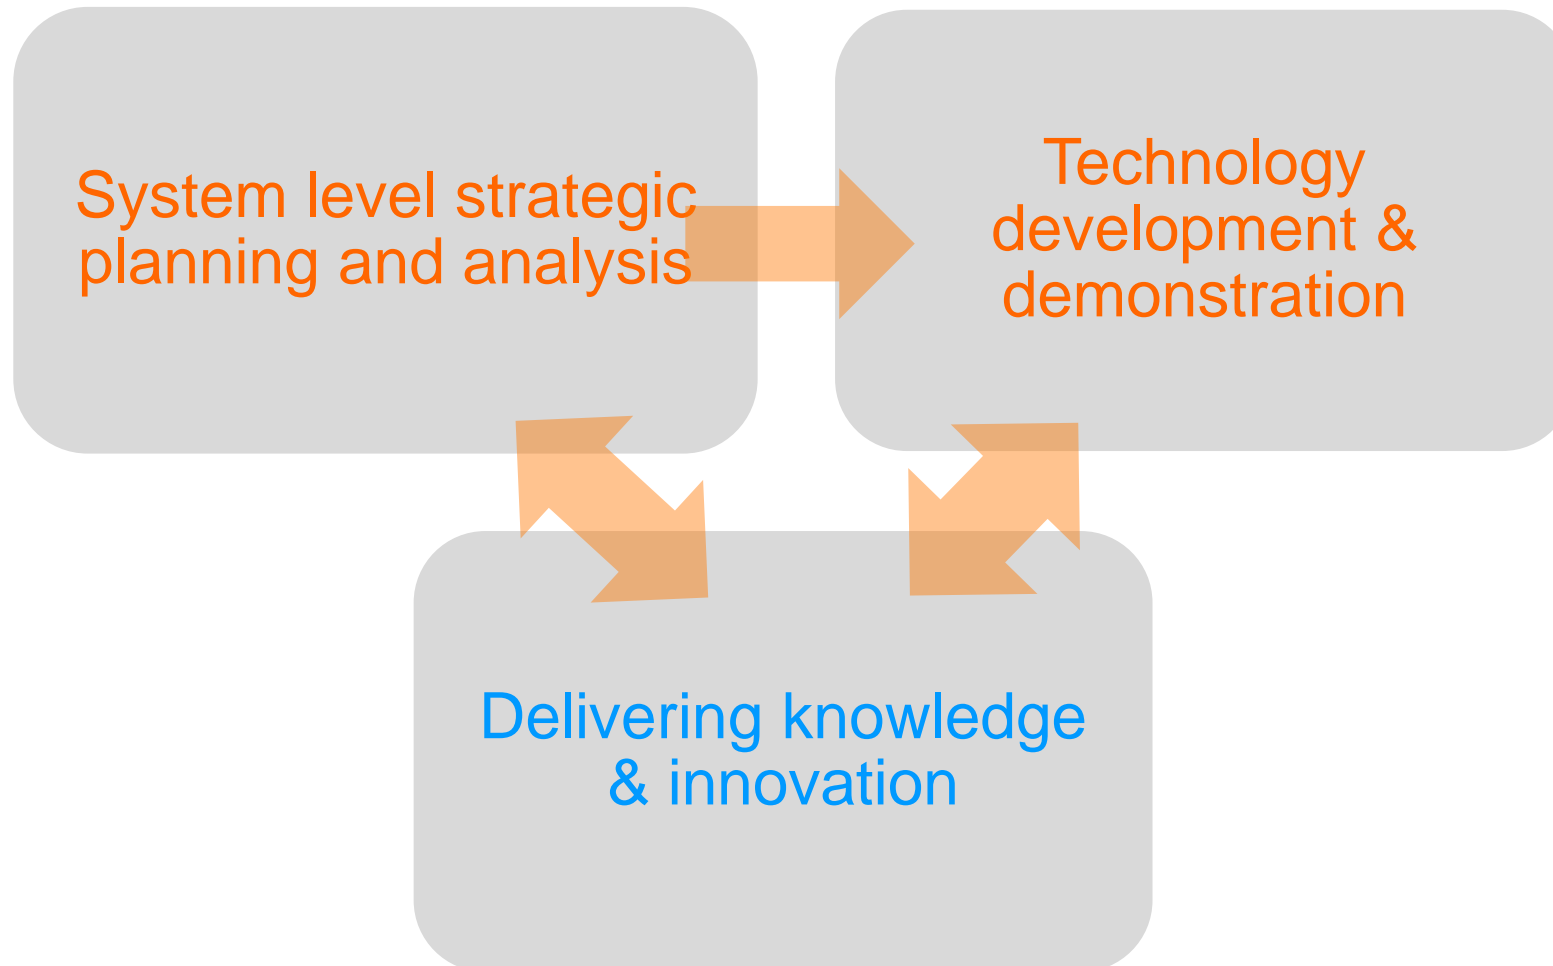 System level strategic
planning and analysis
Technology
development &
demonstration
Delivering knowledge
& innovation